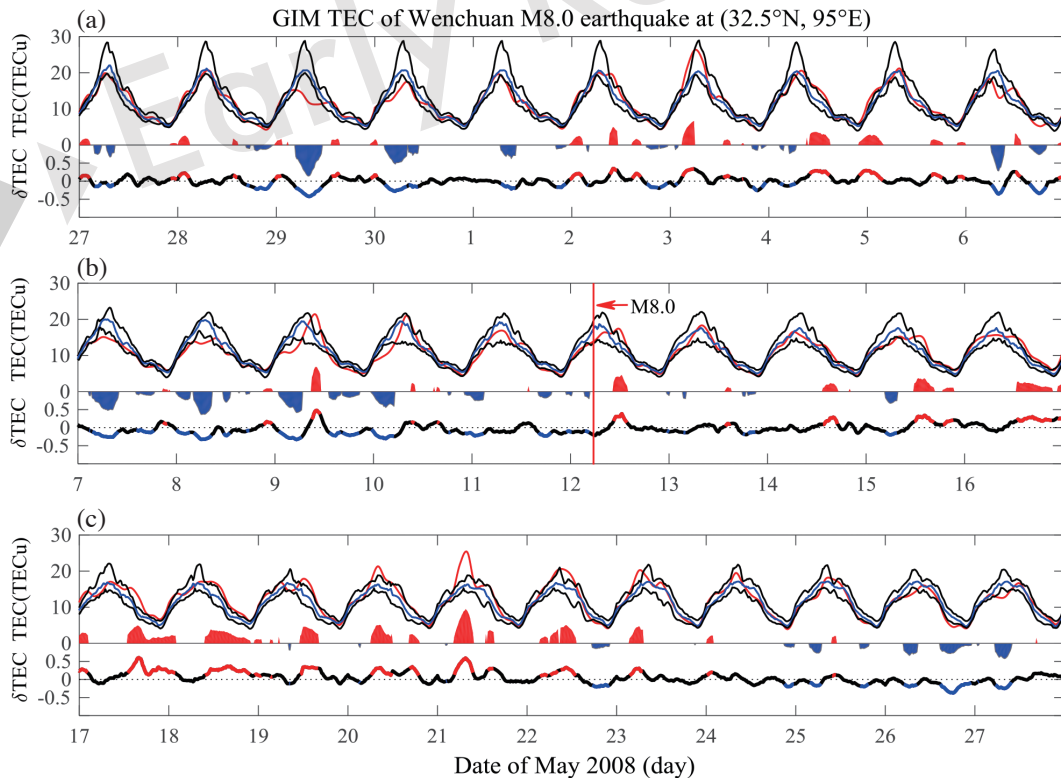 GIM TEC of Wenchuan M8.0 earthquake at (32.5°N, 95°E)
(a)
30
20
10
0
0.5
0
-0.5
δTEC TEC(TECu)
27 28 29 30 1 2 3 4 5 6
(b)
30
20
10
0
0.5
0
-0.5
δTEC TEC(TECu)
M8.0
7 8 9 10 11 12 13 14 15 16
(c)
30
20
10
0
0.5
0
-0.5
δTEC TEC(TECu)
17 18 19 20 21 22 23 24 25 26 27
Date of May 2008 (day)
Early